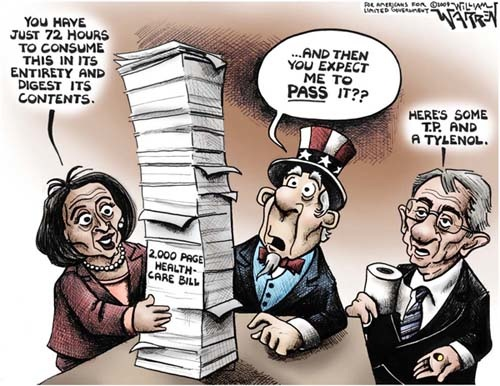 YOU HAVE
JUST 72 HOURS
TO CONSUME
THIS IN ITS
ENTIRETY AND
DIGEST ITS
CONTENTS.
...AND THEN
YOU EXPECT
ME TO
PASS IT??
HERE'S SOME
T.P. AND
A TYLENOL.
2,000 PAGE
HEALTH-
CARE BILL
FOR AMERICANS FOR
LIMITED GOVERNMENT
©2009 WILLIAM
WARREN